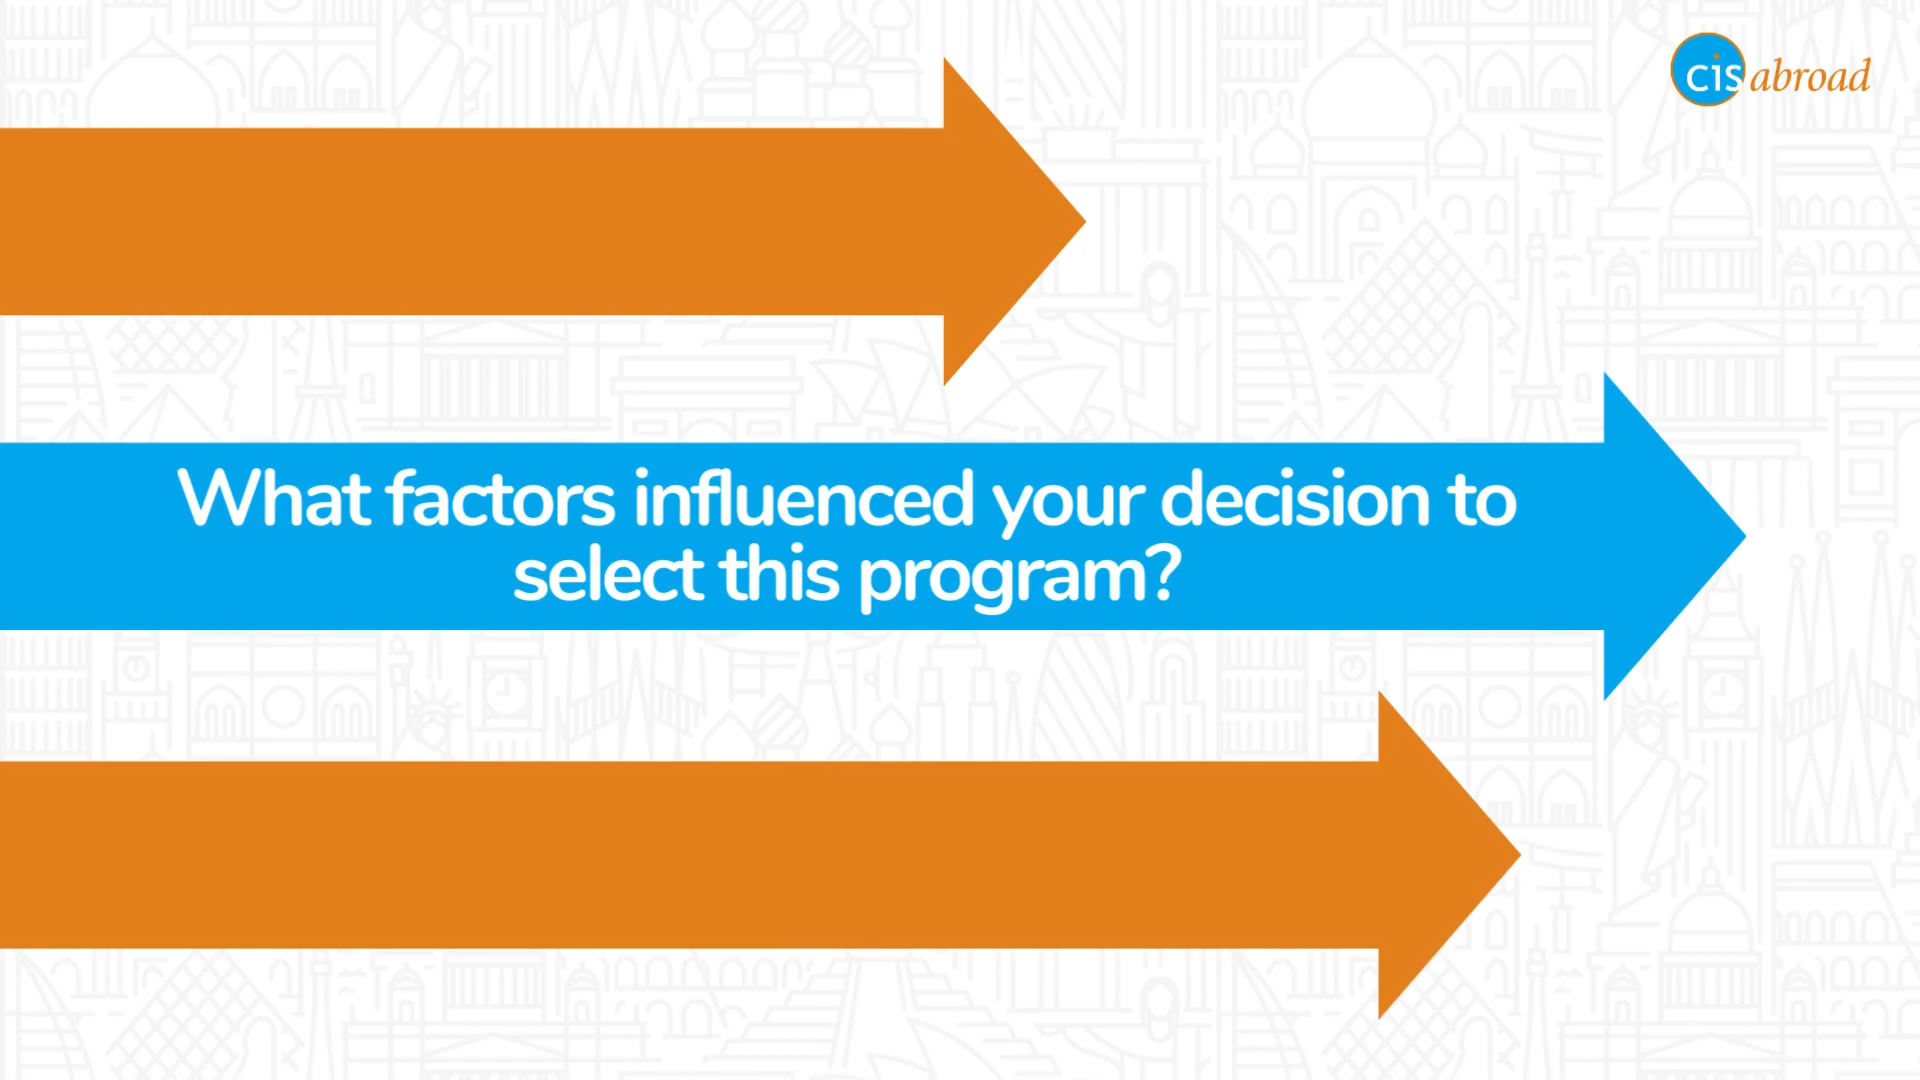 cis abroad
What factors influenced your decision to
select this program?